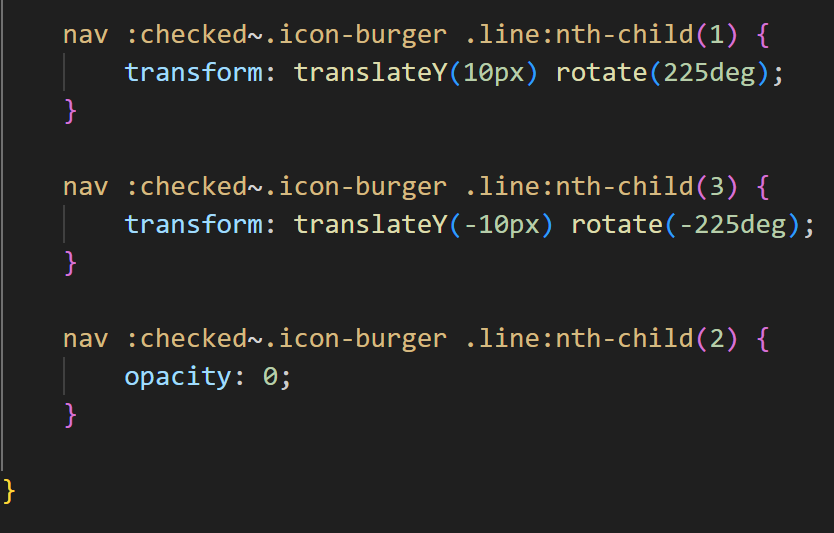 nav :checked~.icon-burger .line:nth-child(1) {
transform: translateY(10px) rotate(225deg);
}
nav :checked~.icon-burger .line:nth-child(3) {
transform: translateY(-10px) rotate(-225deg);
}
nav :checked~.icon-burger .line:nth-child(2) {
opacity: 0;
}
}